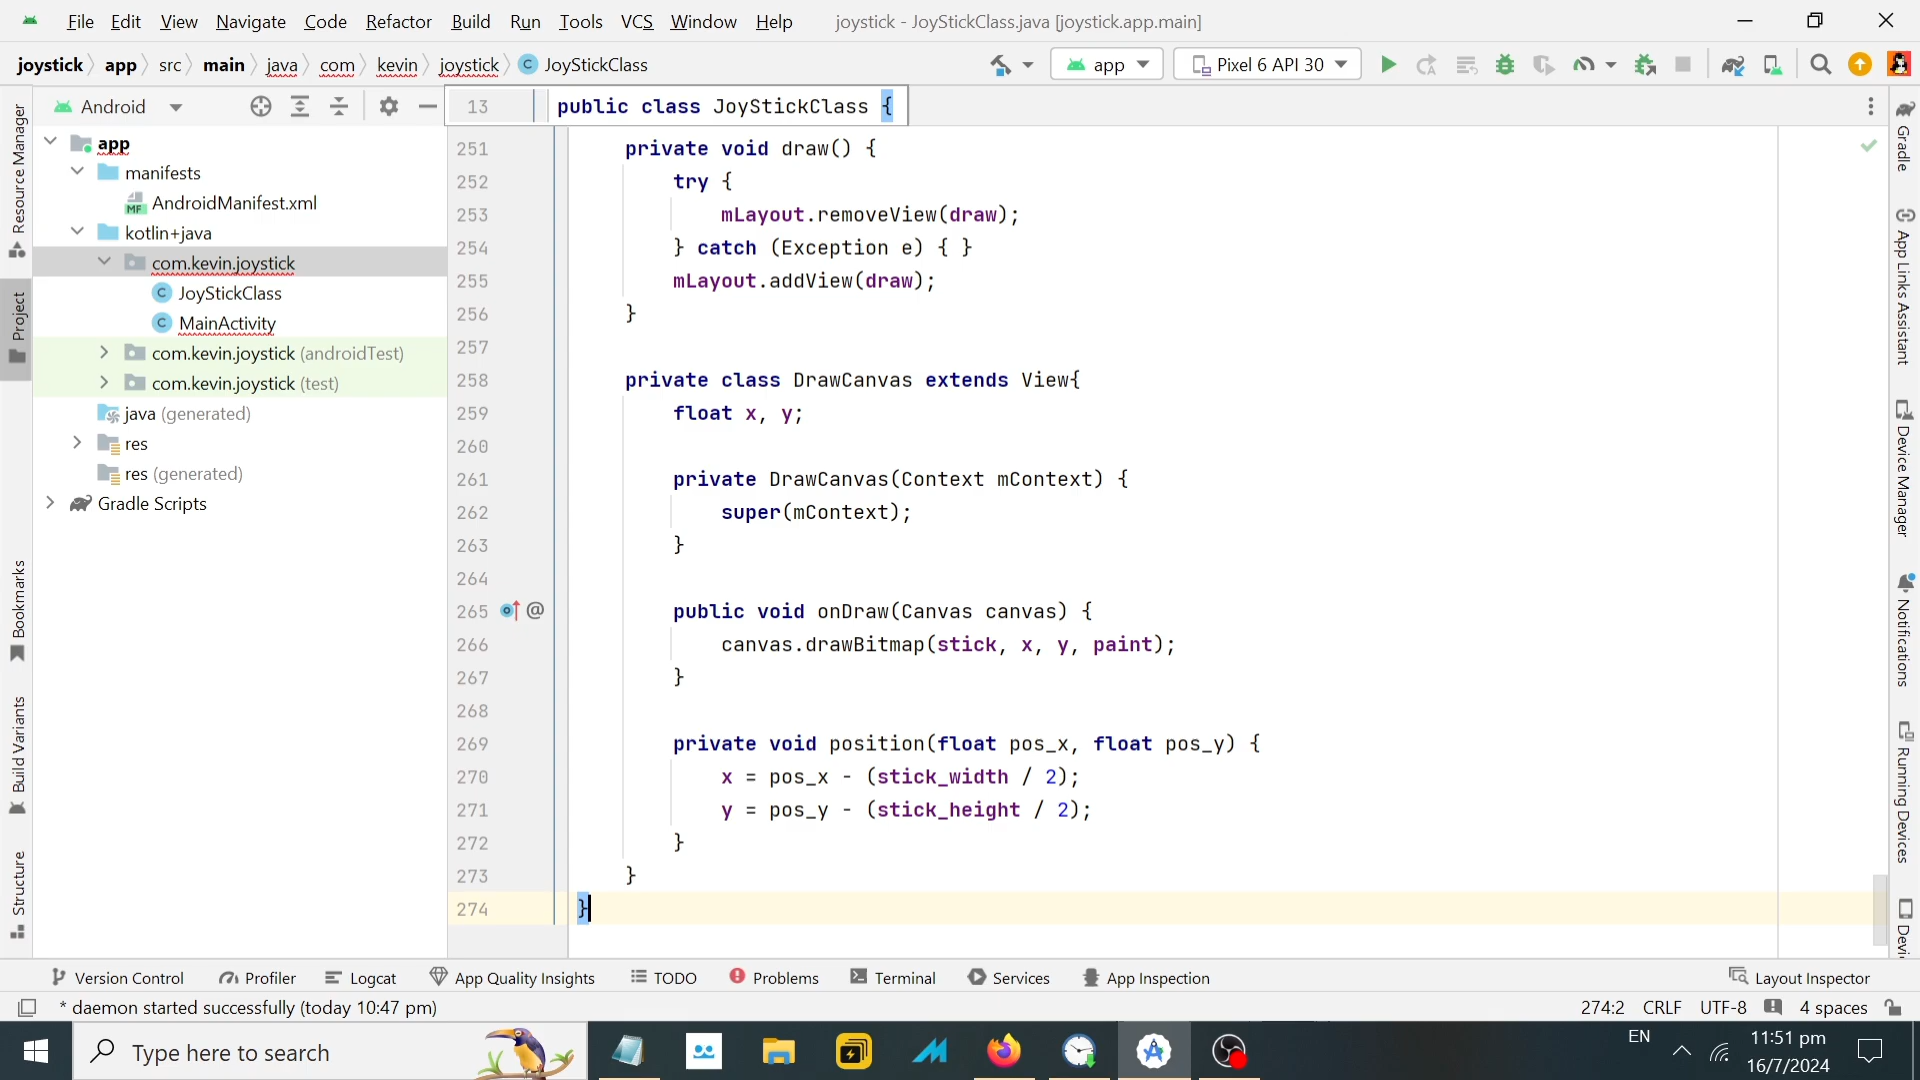 File Edit View Navigate Code Refactor Build Run Tools VCS Window Help joystick - JoyStickClass.java [joystick.app.main]
joystick app src main java com kevin joystick C JoyStickClass app Pixel 6 API 30
Android
13 public class JoyStickClass {
app
manifests
MF AndroidManifest.xml
kotlin+java
com.kevin.joystick
C JoyStickClass
C MainActivity
com.kevin.joystick (androidTest)
com.kevin.joystick (test)
java (generated)
res
res (generated)
Gradle Scripts
251 private void draw() {
252 try {
253 mLayout.removeView(draw);
254 } catch (Exception e) { }
255 mLayout.addView(draw);
256 }
257
258 private class DrawCanvas extends View{
259 float x, y;
260
261 private DrawCanvas(Context mContext) {
262 super(mContext);
263 }
264
265 @ public void onDraw(Canvas canvas) {
266 canvas.drawBitmap(stick, x, y, paint);
267 }
268
269 private void position(float pos_x, float pos_y) {
270 x = pos_x - (stick_width / 2);
271 y = pos_y - (stick_height / 2);
272 }
273 }
274 }
Resource Manager
Project
Bookmarks
Build Variants
Structure
Gradle
App Links Assistant
Device Manager
Notifications
Running Devices
Devi
Version Control Profiler Logcat App Quality Insights TODO Problems Terminal Services App Inspection Layout Inspector
* daemon started successfully (today 10:47 pm) 274:2 CRLF UTF-8 4 spaces
Type here to search EN 11:51 pm
16/7/2024